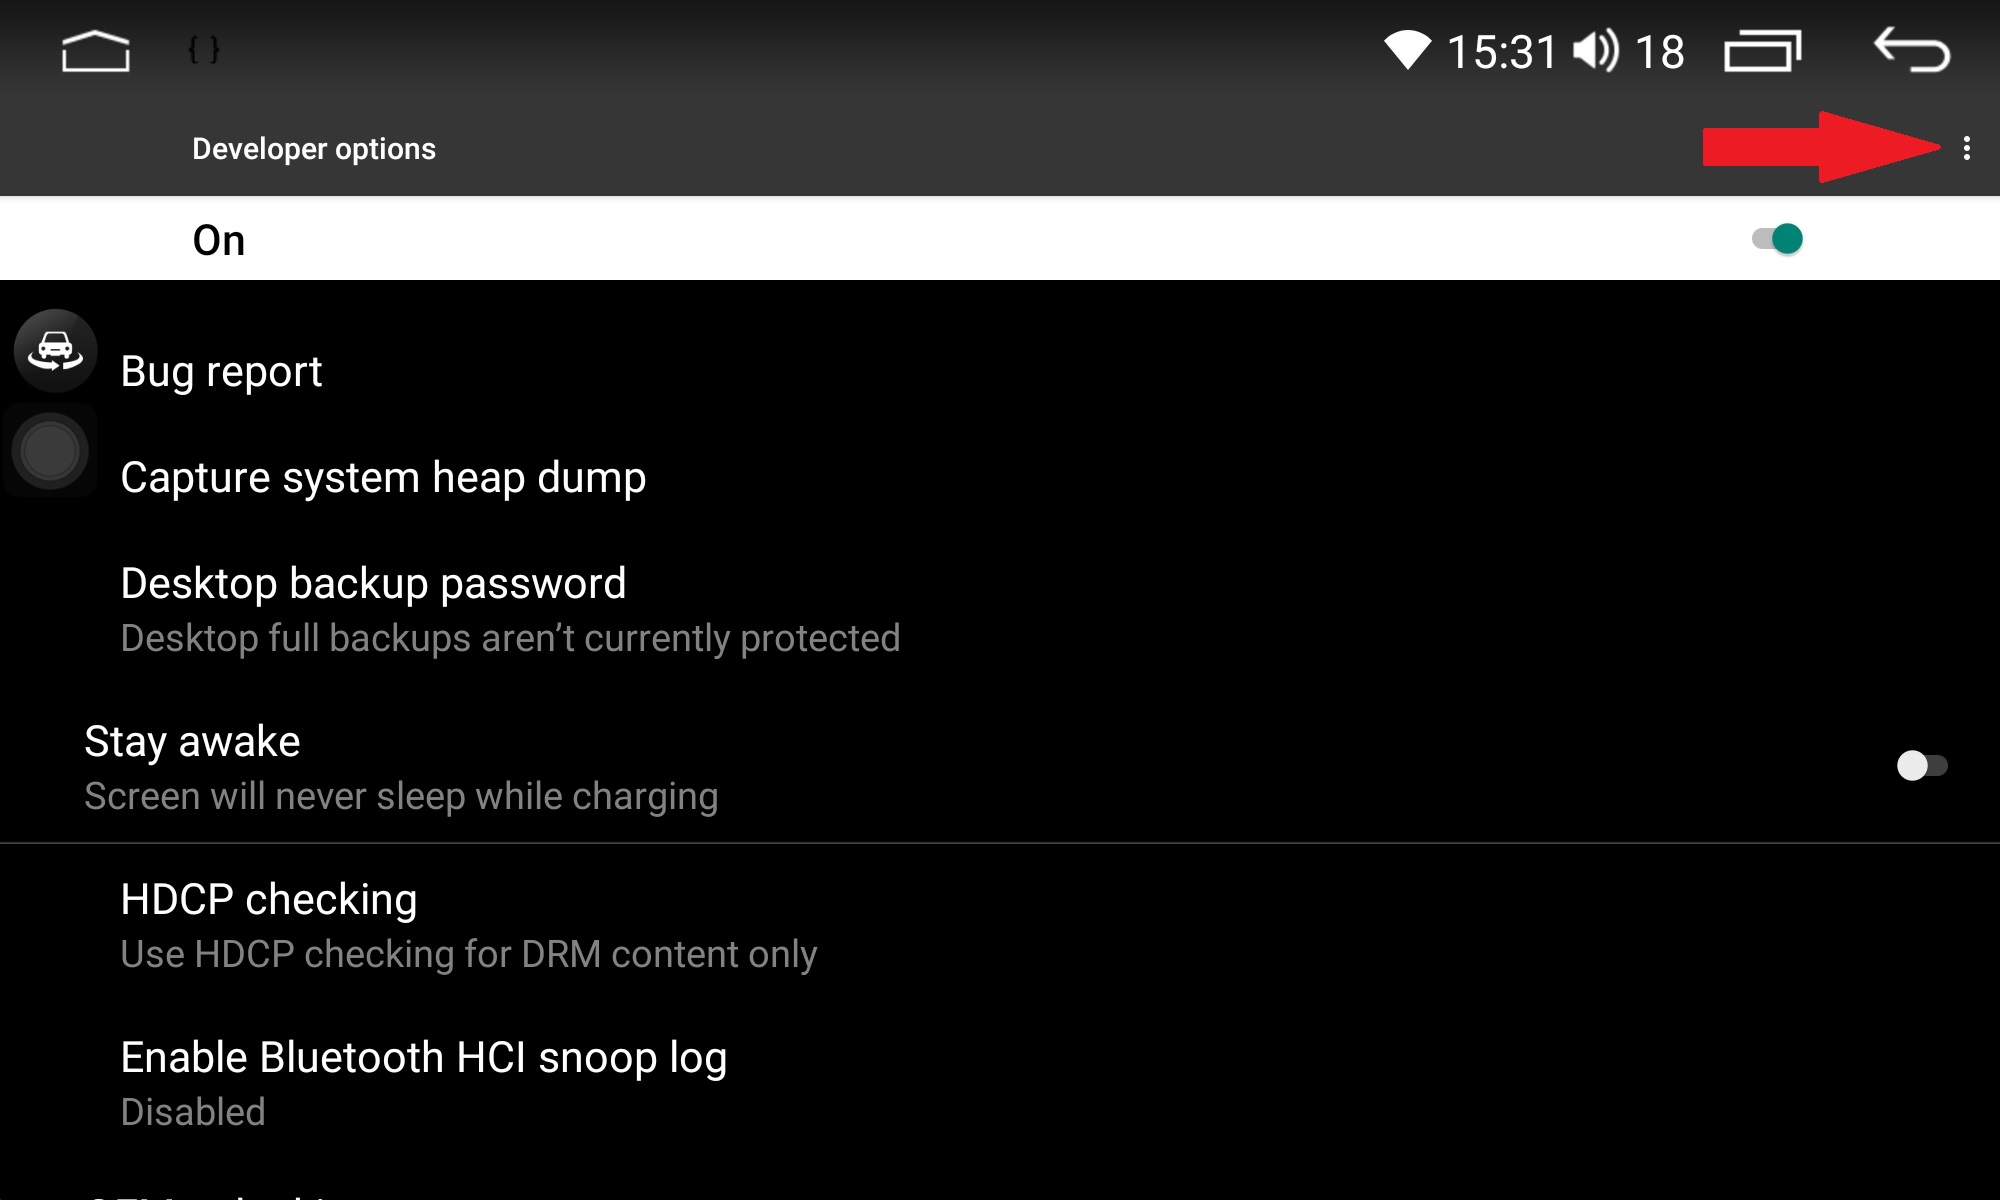 { } 15:31 18
Developer options
On
Bug report
Capture system heap dump
Desktop backup password
Desktop full backups aren’t currently protected
Stay awake
Screen will never sleep while charging
HDCP checking
Use HDCP checking for DRM content only
Enable Bluetooth HCI snoop log
Disabled